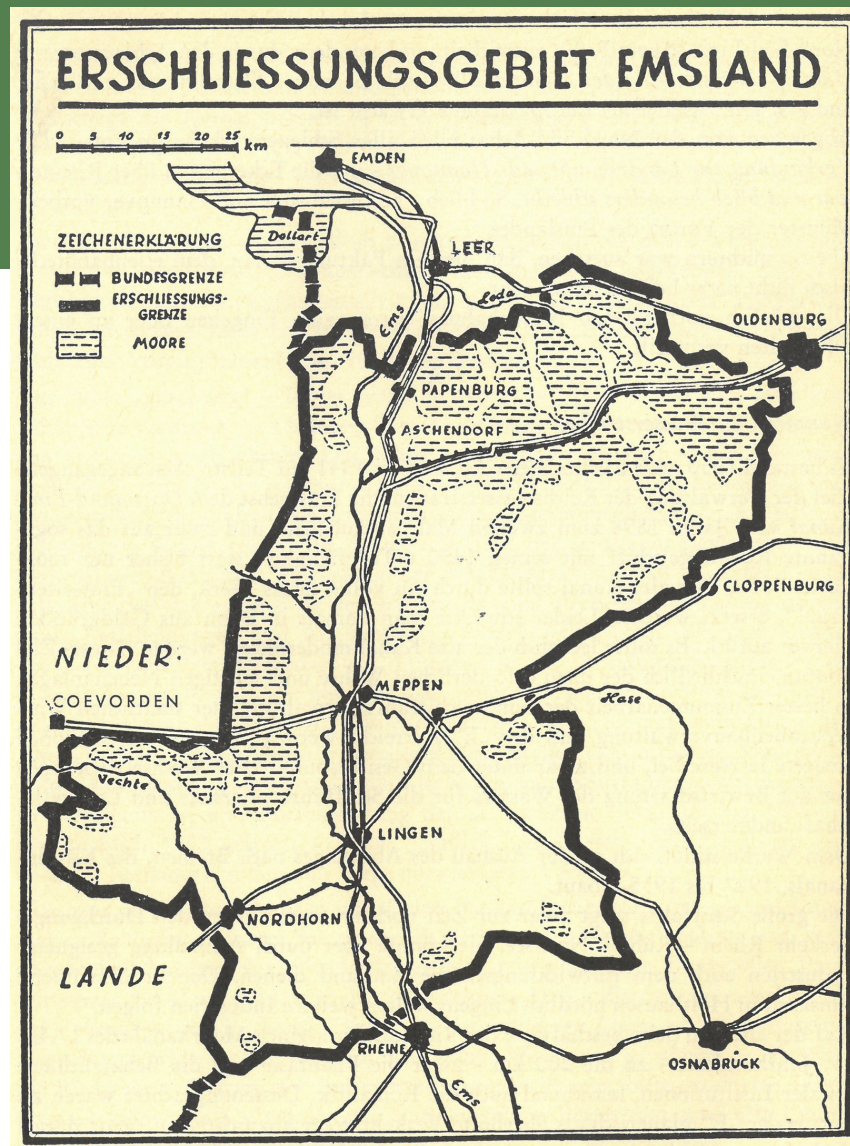 ERSCHLIESSUNGSGEBIET EMSLAND
0 5 10 15 20 25 km
EMDEN
Dollart
ZEICHENERKLÄRUNG
BUNDESGRENZE
ERSCHLIESSUNGS-
GRENZE
MOORE
LEER
Leda
Ems
OLDENBURG
PAPENBURG
ASCHENDORF
CLOPPENBURG
NIEDER-
COEVORDEN
MEPPEN
Hase
Vechte
LINGEN
NORDHORN
LANDE
RHEINE
OSNABRÜCK
Ems